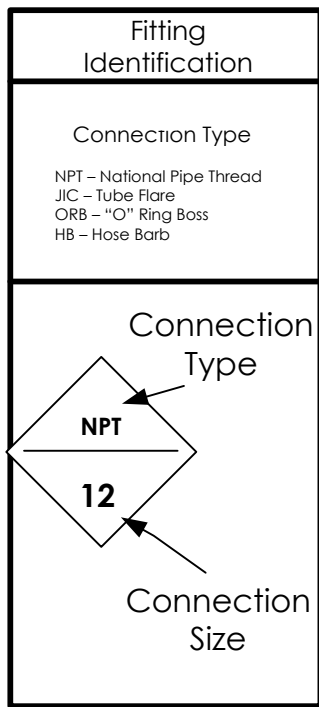 Fitting
Identification
Connection Type
NPT – National Pipe Thread
JIC – Tube Flare
ORB – “O” Ring Boss
HB – Hose Barb
Connection
Type
NPT
12
Connection
Size